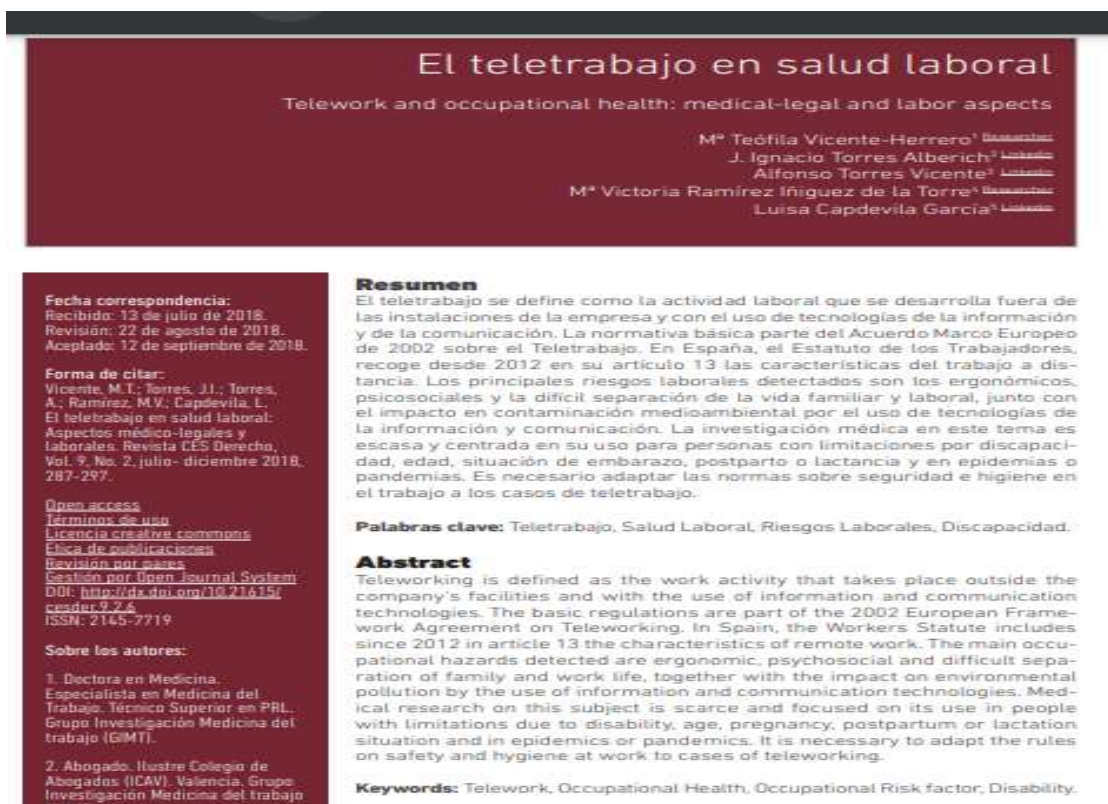 El teletrabajo en salud laboral
Telework and occupational health: medical-legal and labor aspects
Mª Teófila Vicente-Herrero¹ Researcher
J. Ignacio Torres Alberich² Linkedin
Alfonso Torres Vicente³ Linkedin
Mª Victoria Ramírez Iñiguez de la Torre⁴ Researcher
Luisa Capdevila García⁵ Linkedin
Fecha correspondencia:
Recibido: 13 de julio de 2018.
Revisión: 22 de agosto de 2018.
Aceptado: 12 de septiembre de 2018.
Forma de citar:
Vicente, M.T.; Torres, J.I.; Torres,
A.; Ramírez, M.V.; Capdevila, L.
El teletrabajo en salud laboral:
Aspectos médico-legales y
laborales. Revista CES Derecho,
Vol. 9, No. 2, julio- diciembre 2018,
287-297.
Open access
Términos de uso
Licencia creative commons
Ética de publicaciones
Revisión por pares
Gestión por Open Journal System
DOI: http://dx.doi.org/10.21615/
cesder.9.2.6
ISSN: 2145-7719
Sobre los autores:
1. Doctora en Medicina.
Especialista en Medicina del
Trabajo. Técnico Superior en PRL.
Grupo Investigación Medicina del
trabajo (GIMT).
2. Abogado. Ilustre Colegio de
Abogados (ICAV). Valencia. Grupo
Investigación Medicina del trabajo
Resumen
El teletrabajo se define como la actividad laboral que se desarrolla fuera de
las instalaciones de la empresa y con el uso de tecnologías de la información
y de la comunicación. La normativa básica parte del Acuerdo Marco Europeo
de 2002 sobre el Teletrabajo. En España, el Estatuto de los Trabajadores,
recoge desde 2012 en su artículo 13 las características del trabajo a dis-
tancia. Los principales riesgos laborales detectados son los ergonómicos,
psicosociales y la difícil separación de la vida familiar y laboral, junto con
el impacto en contaminación medioambiental por el uso de tecnologías de
la información y comunicación. La investigación médica en este tema es
escasa y centrada en su uso para personas con limitaciones por discapaci-
dad, edad, situación de embarazo, postparto o lactancia y en epidemias o
pandemias. Es necesario adaptar las normas sobre seguridad e higiene en
el trabajo a los casos de teletrabajo.
Palabras clave: Teletrabajo, Salud Laboral, Riesgos Laborales, Discapacidad.
Abstract
Teleworking is defined as the work activity that takes place outside the
company's facilities and with the use of information and communication
technologies. The basic regulations are part of the 2002 European Frame-
work Agreement on Teleworking. In Spain, the Workers Statute includes
since 2012 in article 13 the characteristics of remote work. The main occu-
pational hazards detected are ergonomic, psychosocial and difficult sepa-
ration of family and work life, together with the impact on environmental
pollution by the use of information and communication technologies. Med-
ical research on this subject is scarce and focused on its use in people
with limitations due to disability, age, pregnancy, postpartum or lactation
situation and in epidemics or pandemics. It is necessary to adapt the rules
on safety and hygiene at work to cases of teleworking.
Keywords: Telework, Occupational Health, Occupational Risk factor, Disability.